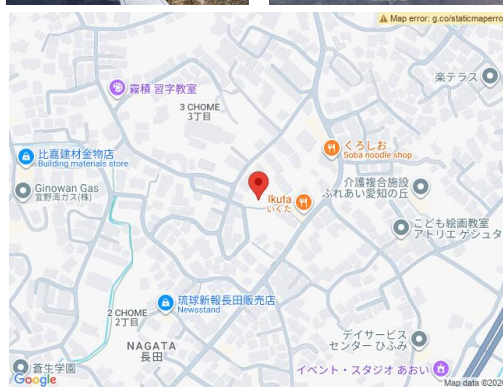 Map error: g.co/staticmaperro
楽テラス
霧積 習字教室
3 CHOME
3丁目
くろしお
Soba noodle shop
比嘉建材金物店
Building materials store
Ginowan Gas
宜野湾ガス(株)
Ikuta
いくた
介護複合施設
ふれあい愛知の丘
こども絵画教室
アトリエ ゲシュタ
琉球新報長田販売店
Newsstand
2 CHOME
2丁目
NAGATA
長田
デイサービス
センター ひふみ
蒼生学園
イベント・スタジオ あおい
Google
Map data ©202